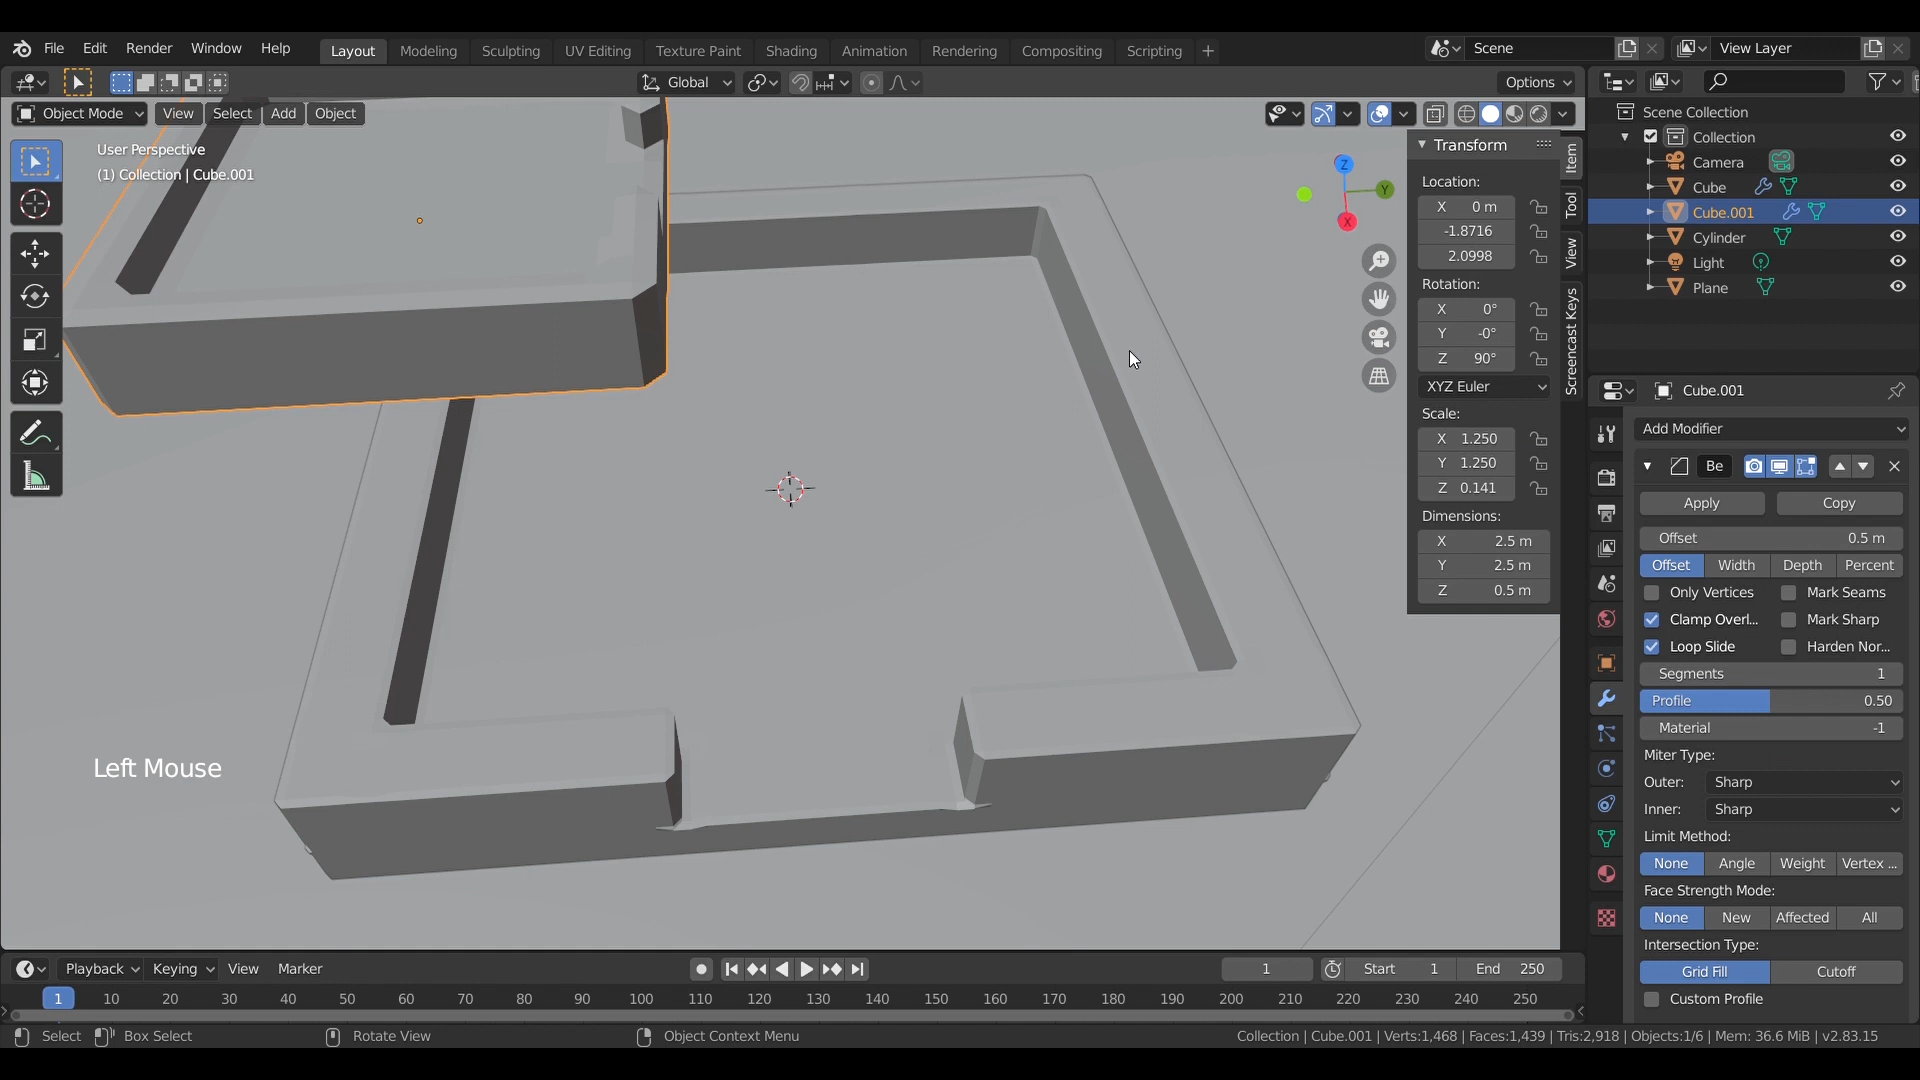 File Edit Render Window Help Layout Modeling Sculpting UV Editing Texture Paint Shading Animation Rendering Compositing Scripting + Scene View Layer
Global Options
Object Mode View Select Add Object
User Perspective
(1) Collection | Cube.001
Z
Y
X
Transform
Location:
X 0 m
-1.8716
2.0998
Rotation:
X 0°
Y -0°
Z 90°
XYZ Euler
Scale:
X 1.250
Y 1.250
Z 0.141
Dimensions:
X 2.5 m
Y 2.5 m
Z 0.5 m
Item
Tool
View
Screencast Keys
Scene Collection
Collection
Camera
Cube
Cube.001
Cylinder
Light
Plane
Cube.001
Add Modifier
Be
Apply Copy
Offset 0.5 m
Offset Width Depth Percent
Only Vertices Mark Seams
Clamp Overl... Mark Sharp
Loop Slide Harden Nor...
Segments 1
Profile 0.50
Material -1
Miter Type:
Outer: Sharp
Inner: Sharp
Limit Method:
None Angle Weight Vertex ...
Face Strength Mode:
None New Affected All
Intersection Type:
Grid Fill Cutoff
Custom Profile
Left Mouse
Playback Keying View Marker 1 Start 1 End 250
1 10 20 30 40 50 60 70 80 90 100 110 120 130 140 150 160 170 180 190 200 210 220 230 240 250
Select Box Select Rotate View Object Context Menu Collection | Cube.001 | Verts:1,468 | Faces:1,439 | Tris:2,918 | Objects:1/6 | Mem: 36.6 MiB | v2.83.15